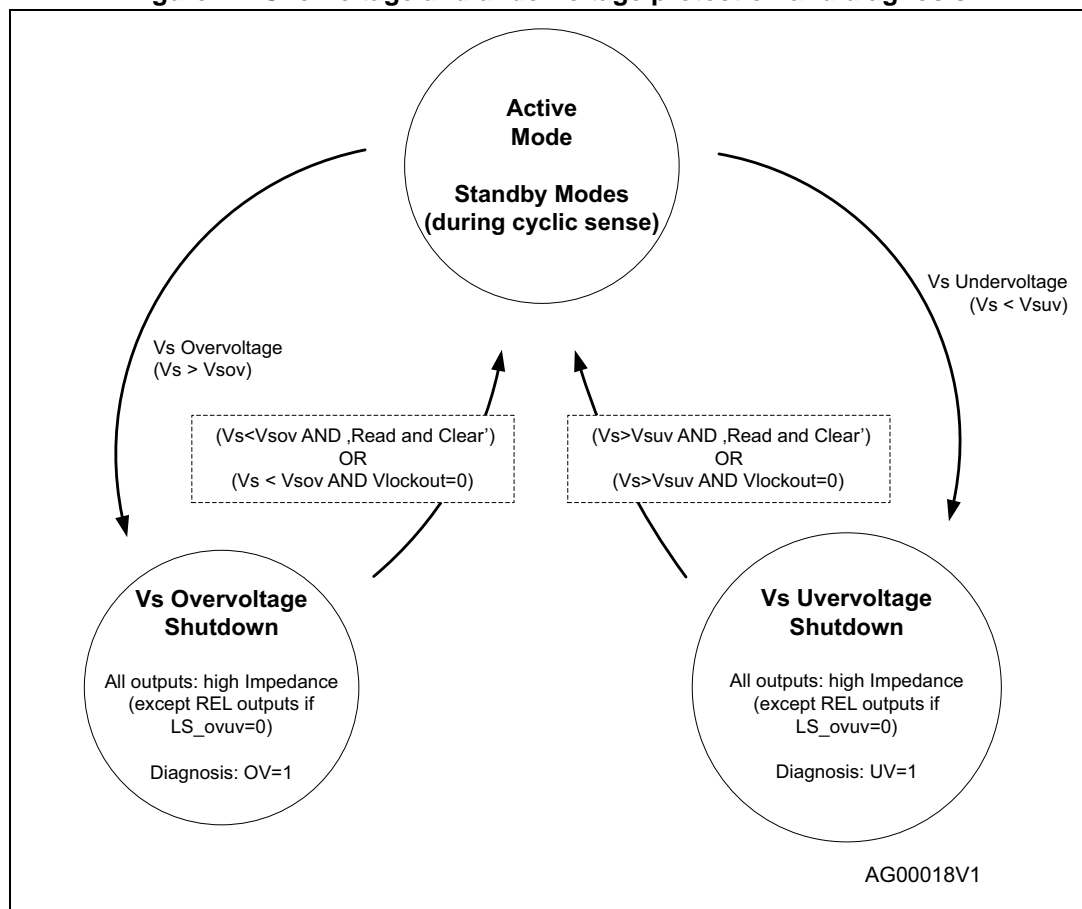 Active
Mode
Standby Modes
(during cyclic sense)
Vs Undervoltage
(Vs < Vsuv)
Vs Overvoltage
(Vs > Vsov)
(Vs<Vsov AND ‚Read and Clear’)
OR
(Vs < Vsov AND Vlockout=0)
(Vs>Vsuv AND ‚Read and Clear’)
OR
(Vs>Vsuv AND Vlockout=0)
Vs Overvoltage
Shutdown
All outputs: high Impedance
(except REL outputs if
LS_ovuv=0)
Diagnosis: OV=1
Vs Uvervoltage
Shutdown
All outputs: high Impedance
(except REL outputs if
LS_ovuv=0)
Diagnosis: UV=1
AG00018V1